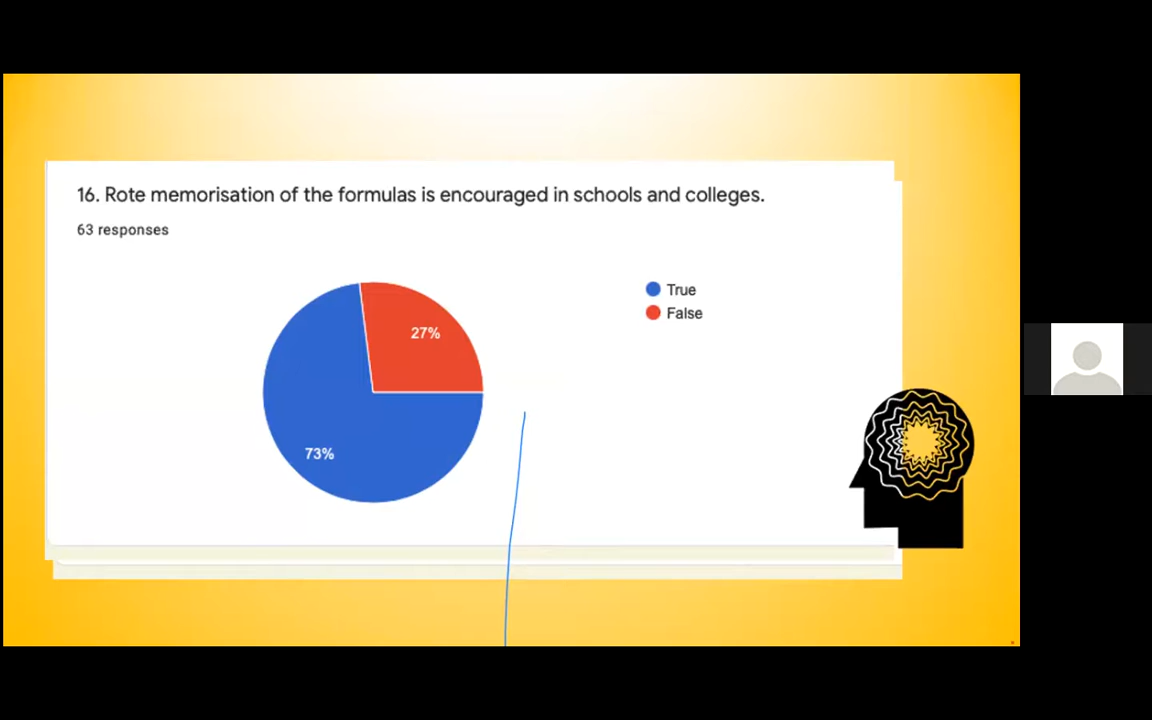 16. Rote memorisation of the formulas is encouraged in schools and colleges.
63 responses
True
False
27%
73%